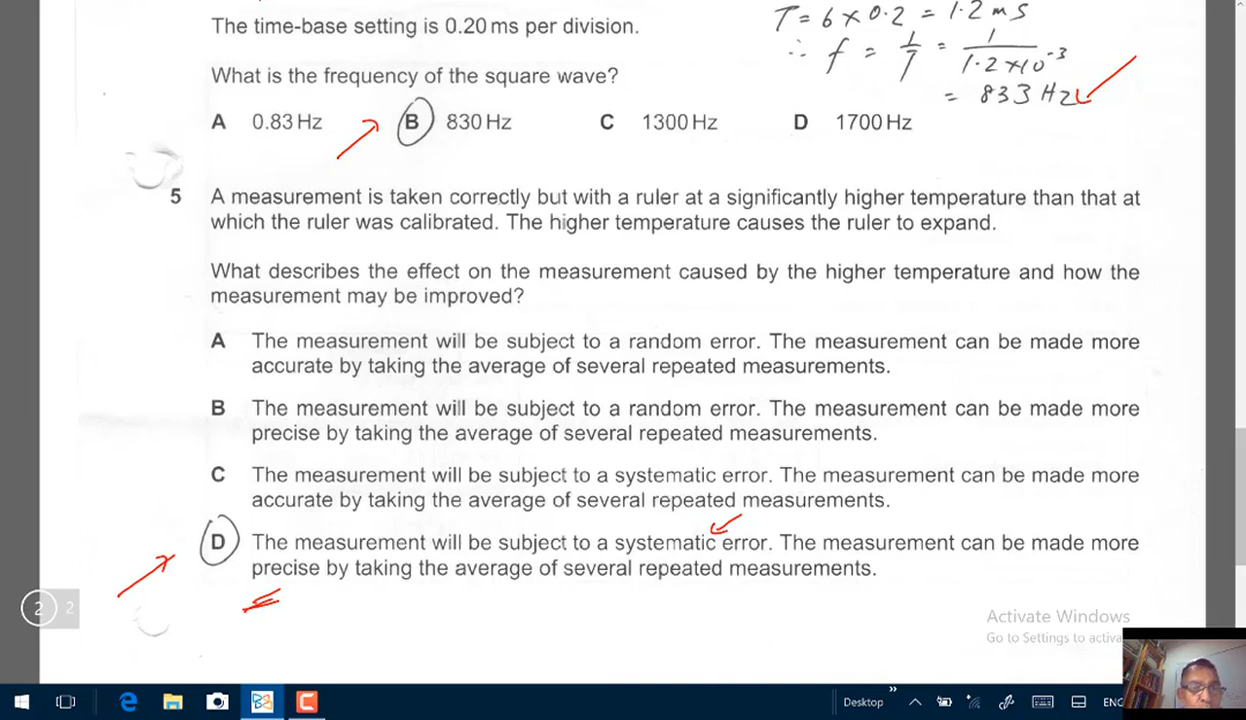 T = 6 × 0.2 = 1.2 ms
The time-base setting is 0.20 ms per division.
∴ f = 1/T = 1/1.2×10⁻³
What is the frequency of the square wave?
= 833 Hz
A 0.83 Hz B 830 Hz C 1300 Hz D 1700 Hz
5 A measurement is taken correctly but with a ruler at a significantly higher temperature than that at
which the ruler was calibrated. The higher temperature causes the ruler to expand.
What describes the effect on the measurement caused by the higher temperature and how the
measurement may be improved?
A The measurement will be subject to a random error. The measurement can be made more
accurate by taking the average of several repeated measurements.
B The measurement will be subject to a random error. The measurement can be made more
precise by taking the average of several repeated measurements.
C The measurement will be subject to a systematic error. The measurement can be made more
accurate by taking the average of several repeated measurements.
D The measurement will be subject to a systematic error. The measurement can be made more
precise by taking the average of several repeated measurements.
2 2
Activate Windows
Go to Settings to activa
Desktop » ENG